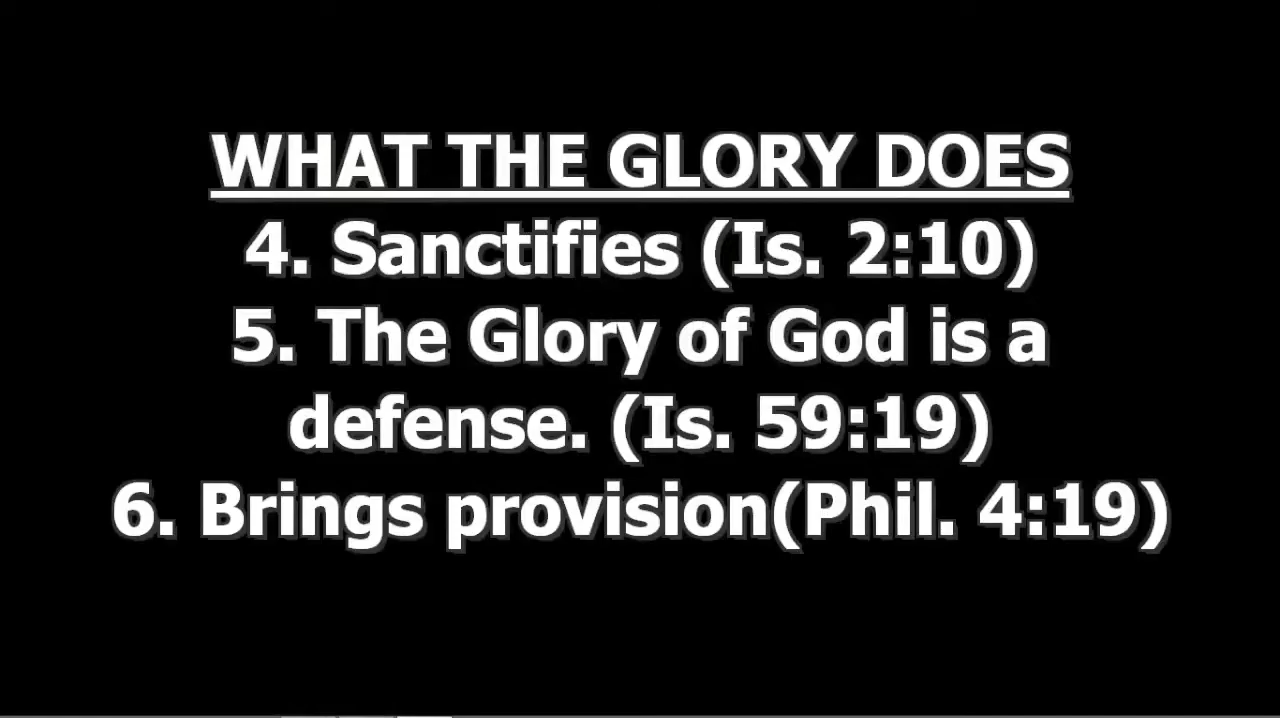 WHAT THE GLORY DOES
4. Sanctifies (Is. 2:10)
5. The Glory of God is a
defense. (Is. 59:19)
6. Brings provision(Phil. 4:19)